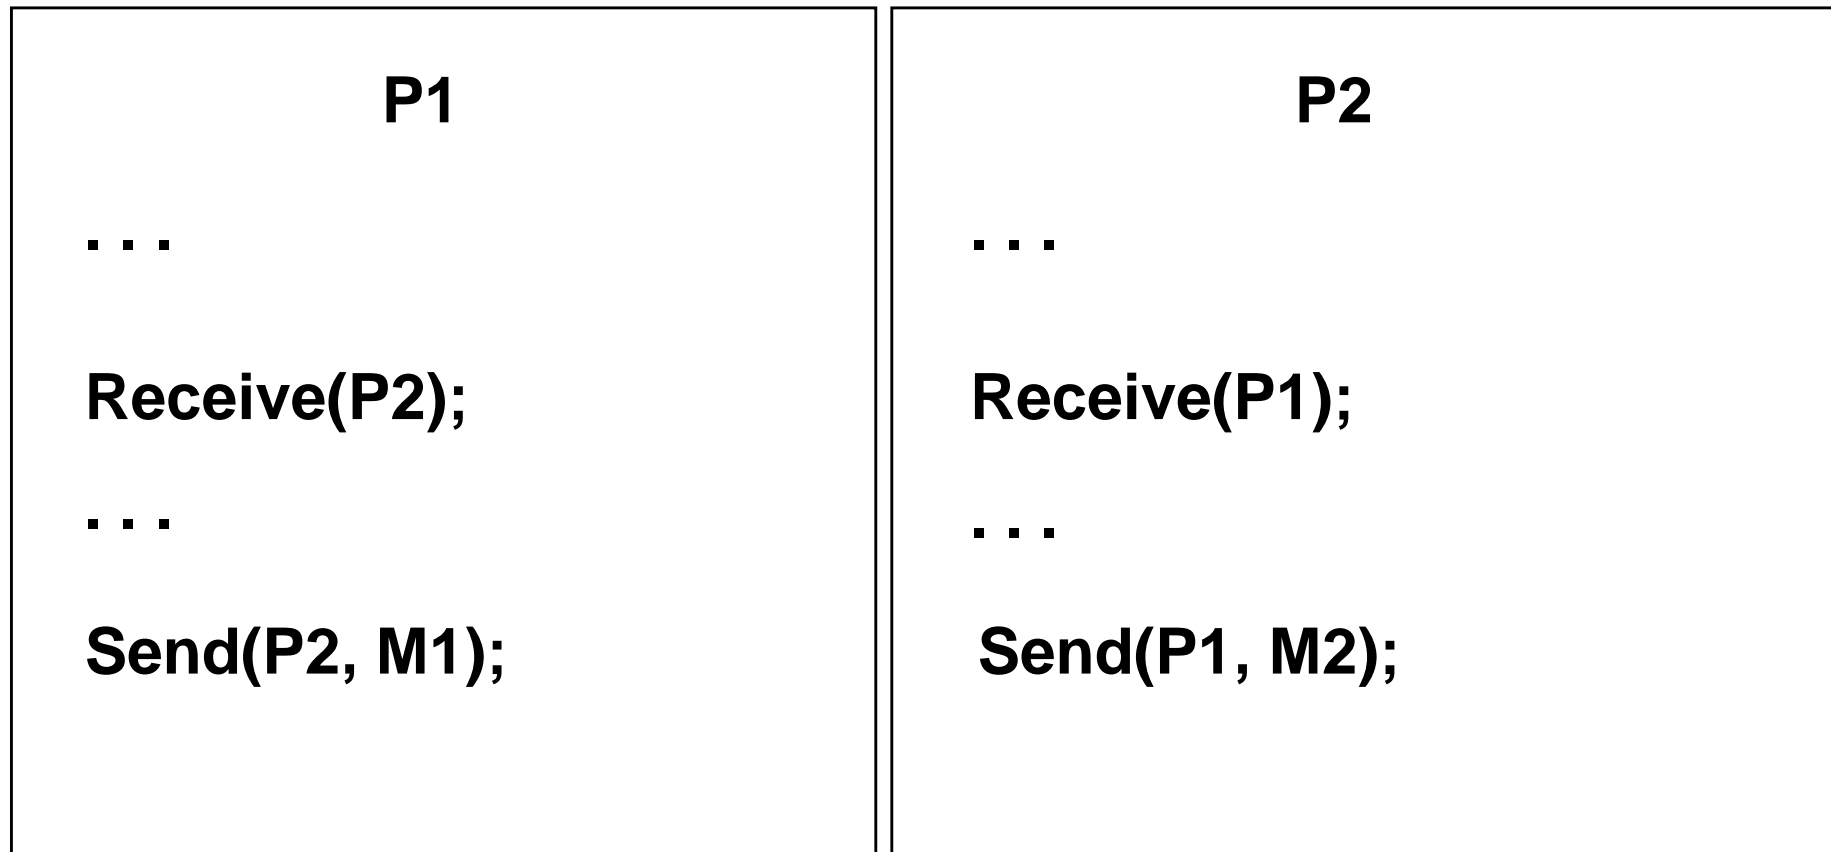 P1
. . .
Receive(P2);
. . .
Send(P2, M1);
P2
. . .
Receive(P1);
. . .
Send(P1, M2);